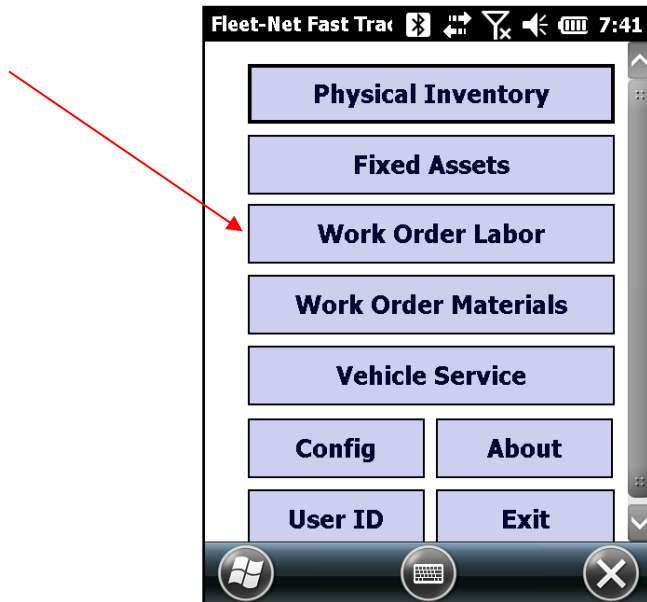 Fleet-Net Fast Trac 7:41
Physical Inventory
Fixed Assets
Work Order Labor
Work Order Materials
Vehicle Service
Config About
User ID Exit